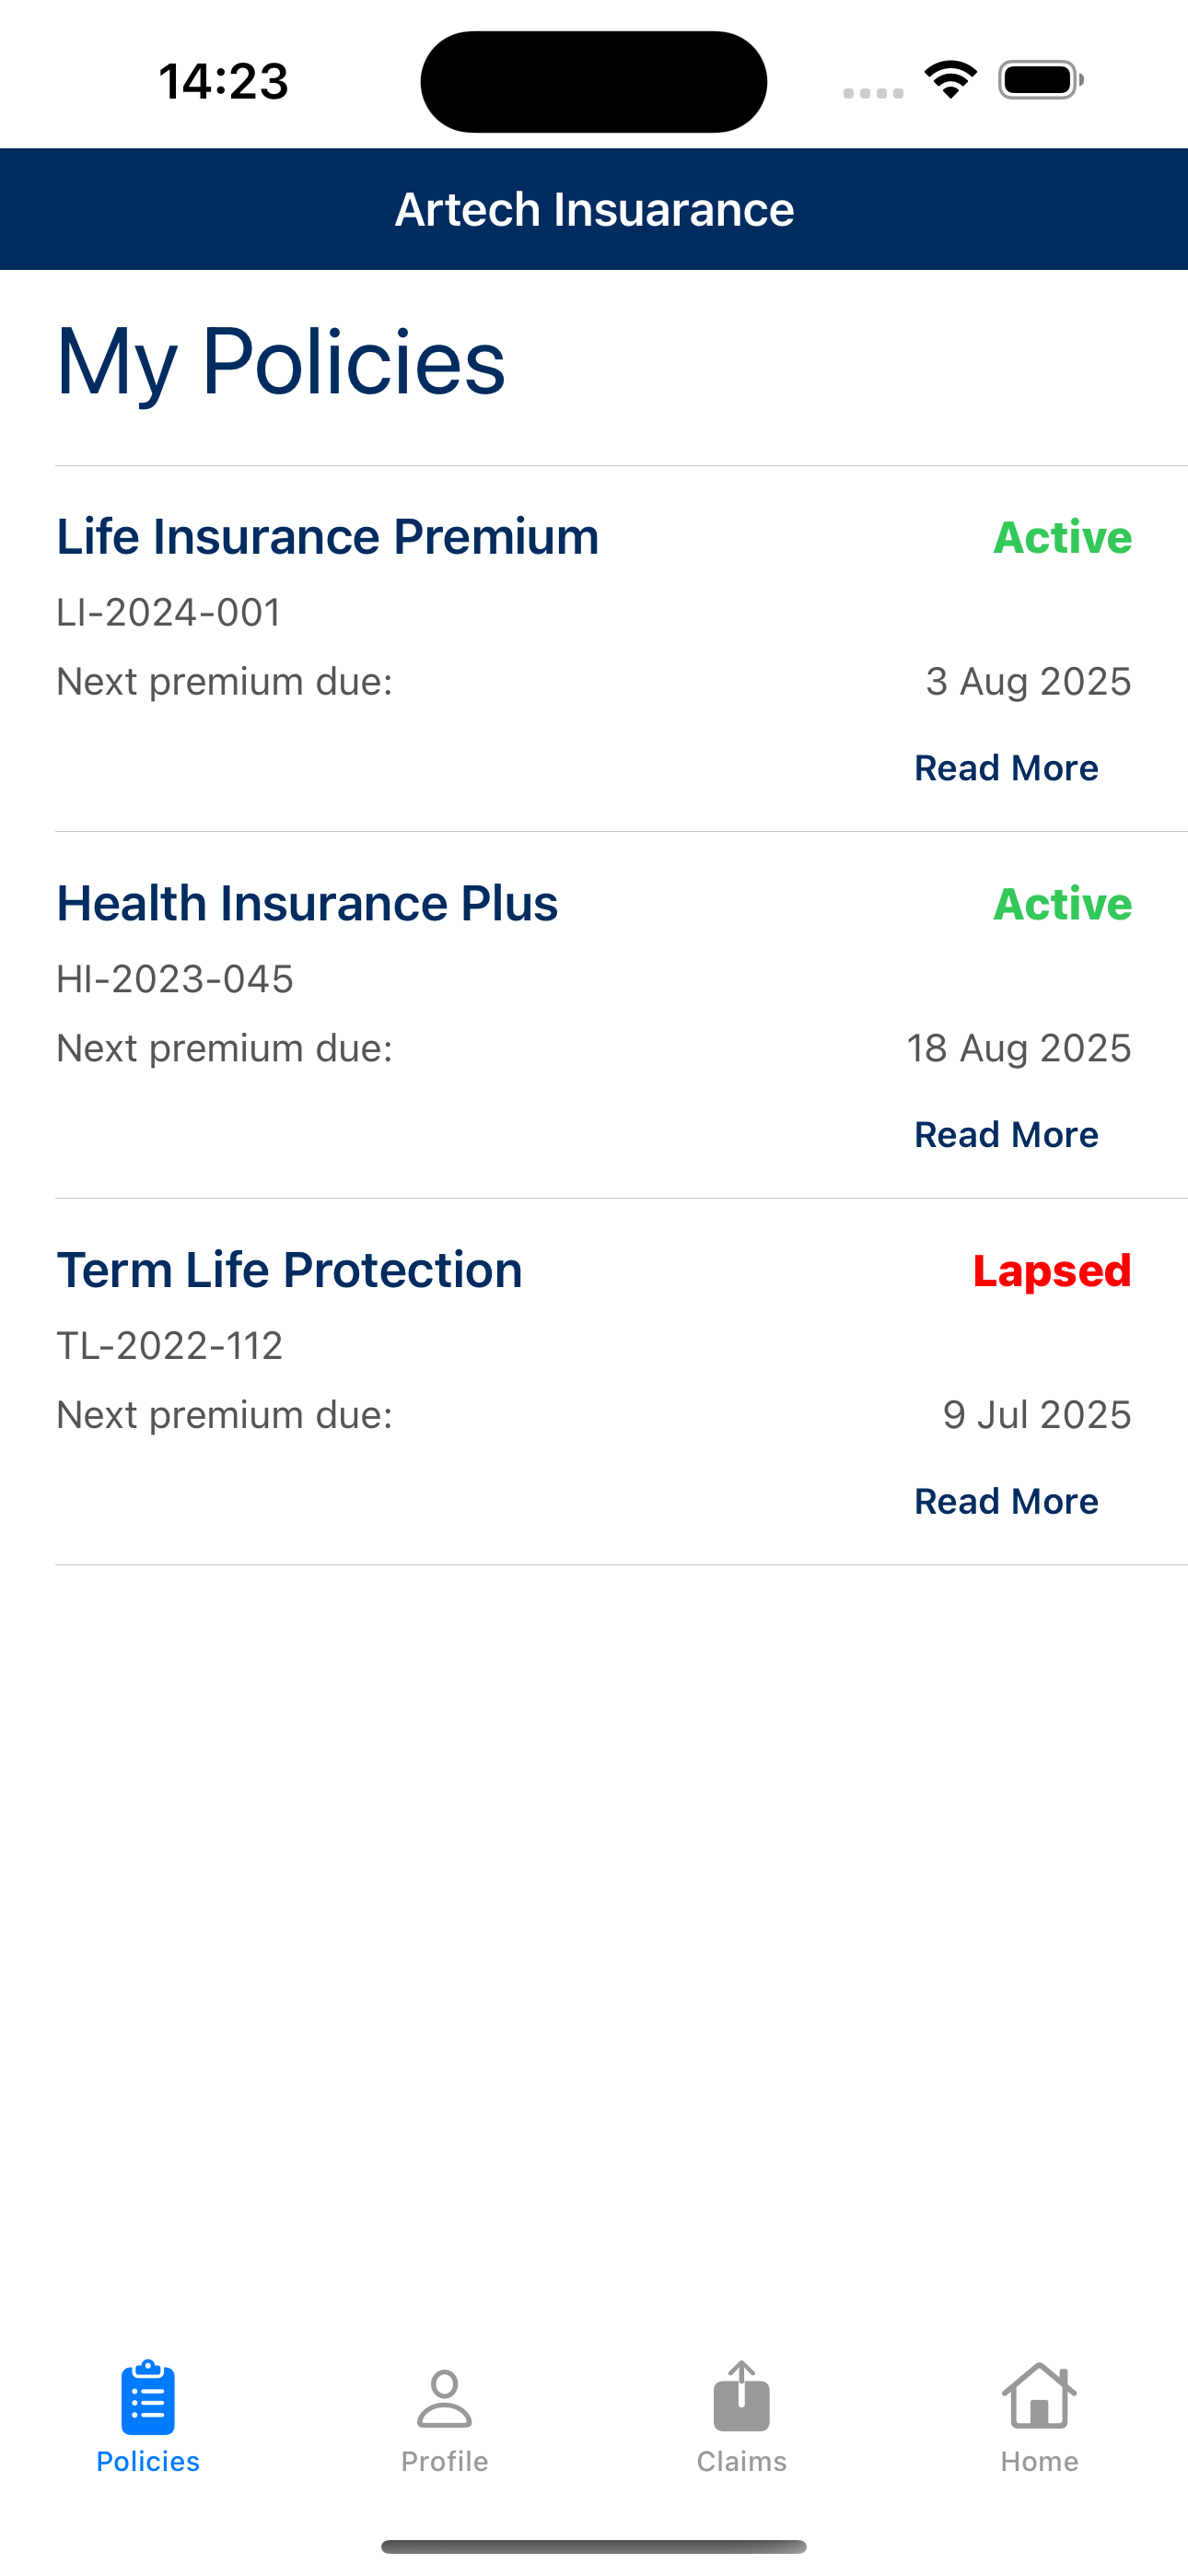 14:23
Artech Insuarance
My Policies
Life Insurance Premium Active
LI-2024-001
Next premium due: 3 Aug 2025
Read More
Health Insurance Plus Active
HI-2023-045
Next premium due: 18 Aug 2025
Read More
Term Life Protection Lapsed
TL-2022-112
Next premium due: 9 Jul 2025
Read More
Policies Profile Claims Home